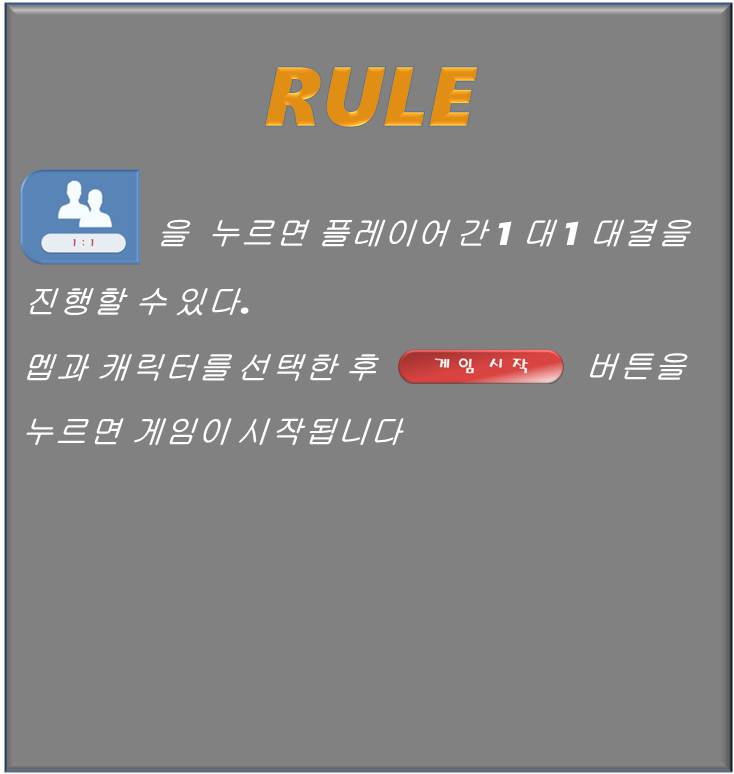 RULE
1 : 1 을 누르면 플레이어 간 1 대 1 대결을
진행할 수 있다.
멥과 캐릭터를 선택한 후 게임 시작 버튼을
누르면 게임이 시작됩니다